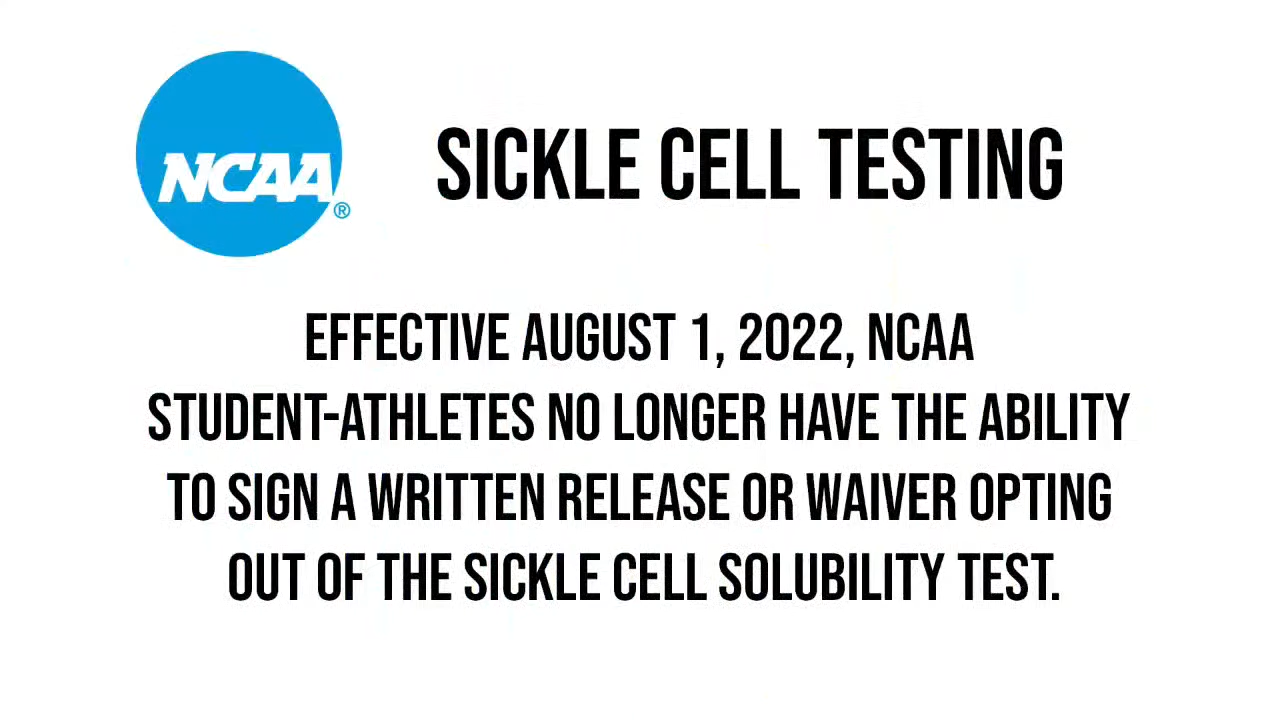 NCAA®
SICKLE CELL TESTING
EFFECTIVE AUGUST 1, 2022, NCAA
STUDENT-ATHLETES NO LONGER HAVE THE ABILITY
TO SIGN A WRITTEN RELEASE OR WAIVER OPTING
OUT OF THE SICKLE CELL SOLUBILITY TEST.